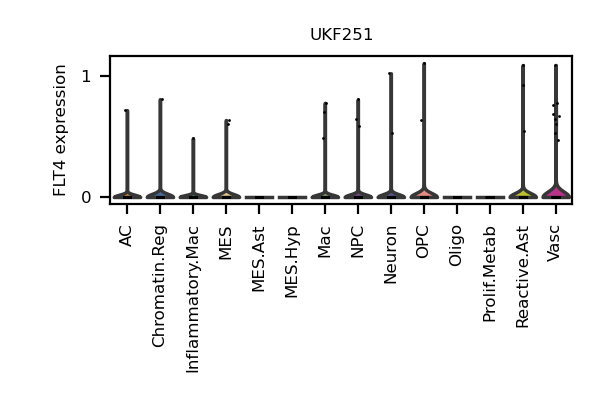 UKF251
FLT4 expression
1
0
AC
Chromatin.Reg
Inflammatory.Mac
MES
MES.Ast
MES.Hyp
Mac
NPC
Neuron
OPC
Oligo
Prolif.Metab
Reactive.Ast
Vasc